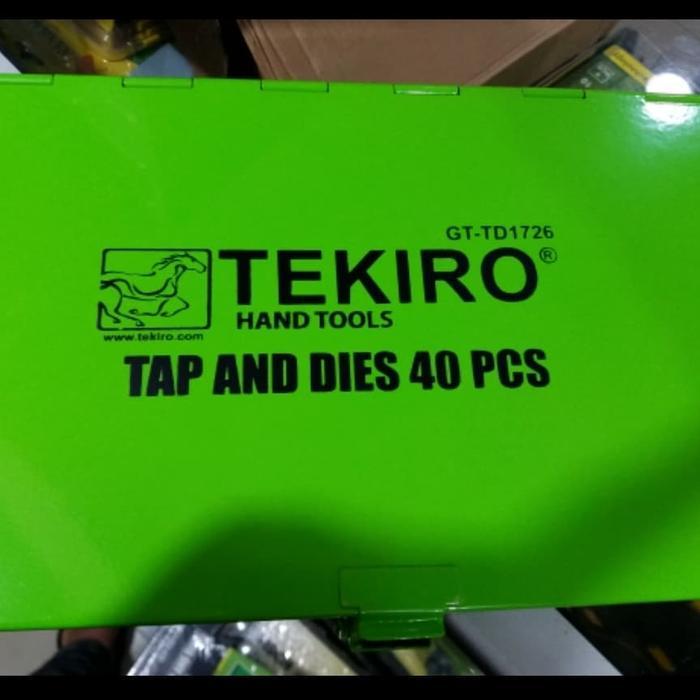 GT-TD1726
TEKIRO®
HAND TOOLS
www.tekiro.com
TAP AND DIES 40 PCS